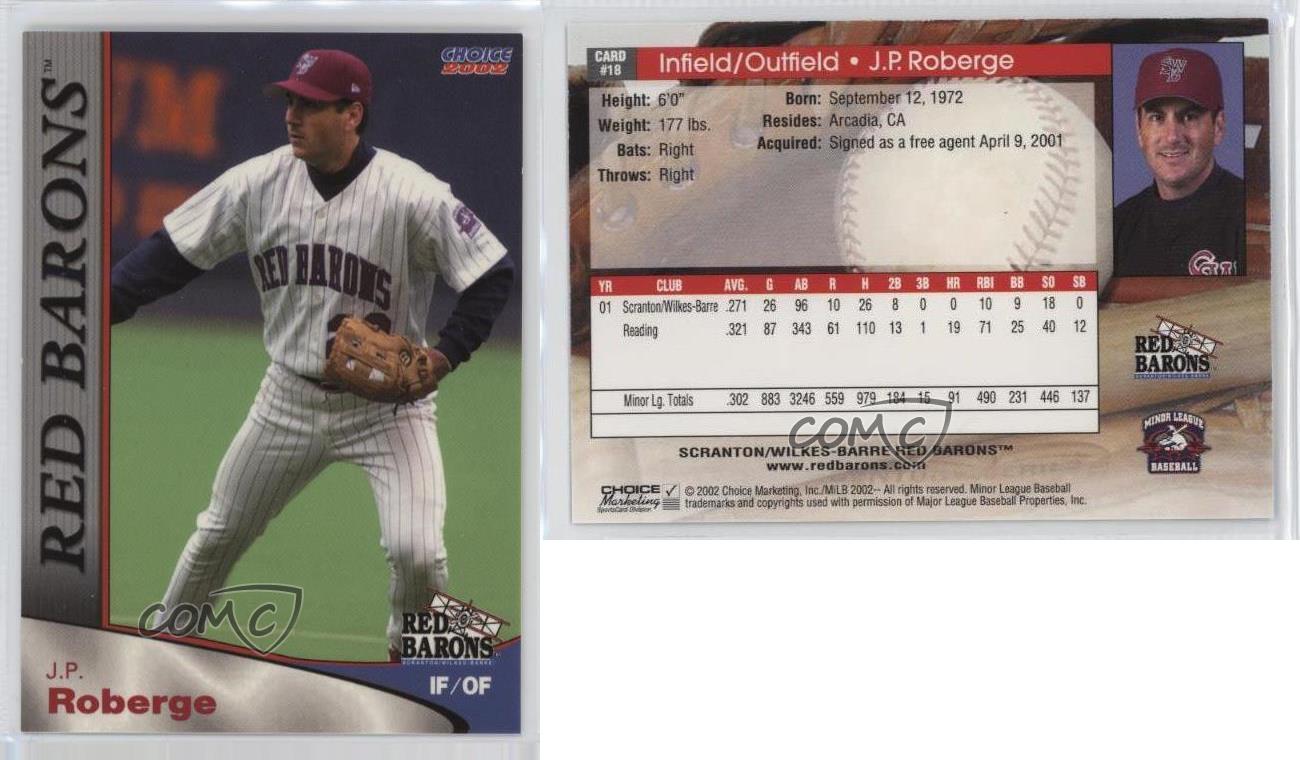 CHOICE
2002
RED BARONS™
RED BARONS
COMC
RED
BARONS
SCRANTON/WILKES-BARRE
IF/OF
J.P.
Roberge
CARD
#18
Infield/Outfield • J.P. Roberge
Height: 6'0" Born: September 12, 1972
Weight: 177 lbs. Resides: Arcadia, CA
Bats: Right Acquired: Signed as a free agent April 9, 2001
Throws: Right
YR CLUB AVG. G AB R H 2B 3B HR RBI BB SO SB
01 Scranton/Wilkes-Barre .271 26 96 10 26 8 0 0 10 9 18 0
Reading .321 87 343 61 110 13 1 19 71 25 40 12
Minor Lg. Totals .302 883 3246 559 979 184 15 91 490 231 446 137
RED
BARONS
SCRANTON/WILKES-BARRE
MINOR LEAGUE
BASEBALL
COMC
SCRANTON/WILKES-BARRE RED BARONS™
www.redbarons.com
CHOICE
Marketing
SportsCard Division
© 2002 Choice Marketing, Inc./MiLB 2002-- All rights reserved. Minor League Baseball
trademarks and copyrights used with permission of Major League Baseball Properties, Inc.